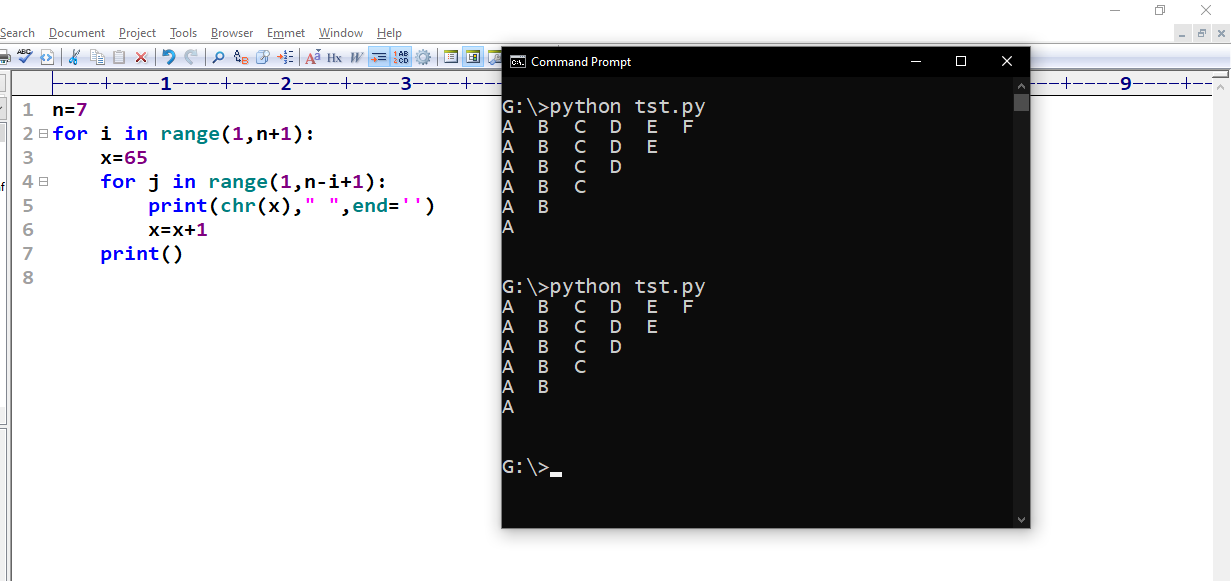 Search Document Project Tools Browser Emmet Window Help
----+----1----+----2----+----3----+
--+----9----+--
Command Prompt
1 n=7
2 for i in range(1,n+1):
3 x=65
4 for j in range(1,n-i+1):
5 print(chr(x)," ",end='')
6 x=x+1
7 print()
8
G:\>python tst.py
A B C D E F
A B C D E
A B C D
A B C
A B
A
G:\>python tst.py
A B C D E F
A B C D E
A B C D
A B C
A B
A
G:\>